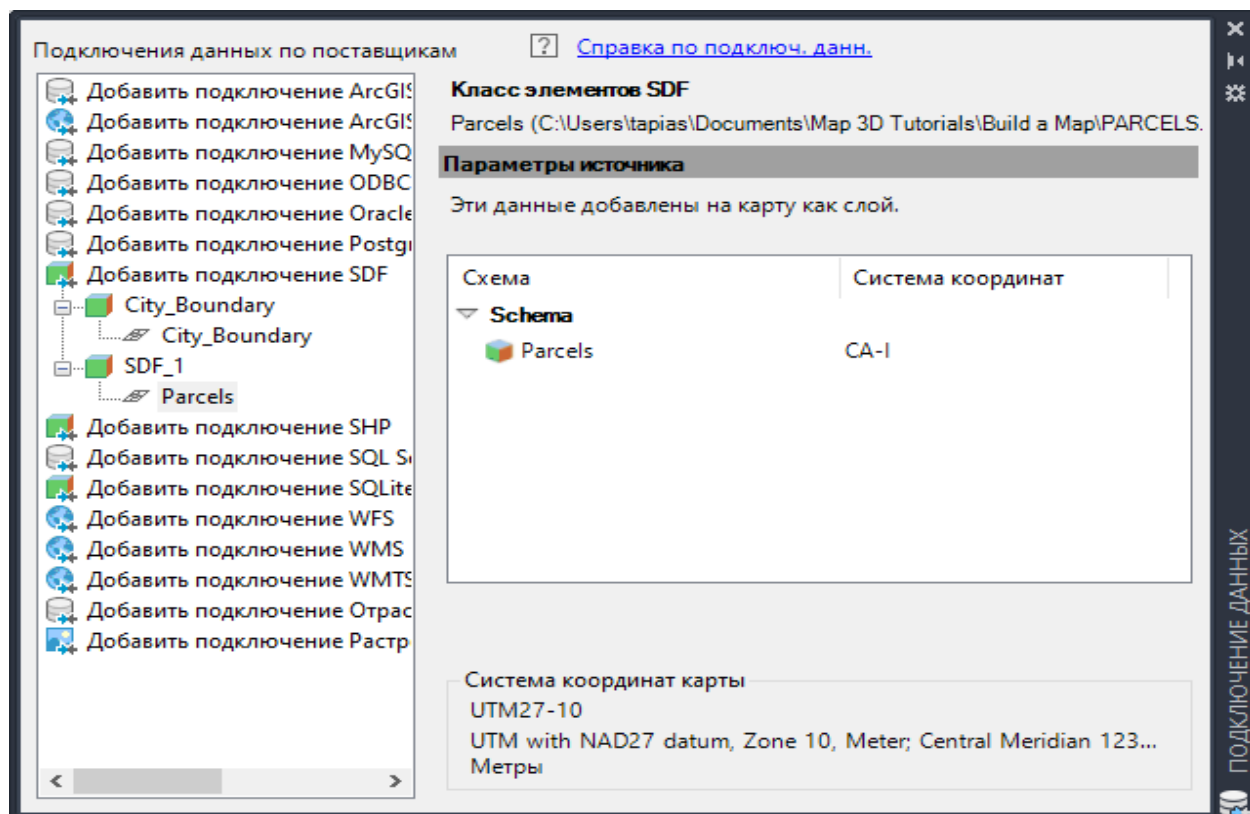 Подключения данных по поставщикам
? Справка по подключ. данн.
Добавить подключение ArcGIS
Добавить подключение ArcGIS
Добавить подключение MySQ
Добавить подключение ODBC
Добавить подключение Oracle
Добавить подключение Postgr
Добавить подключение SDF
City_Boundary
City_Boundary
SDF_1
Parcels
Добавить подключение SHP
Добавить подключение SQL Se
Добавить подключение SQLite
Добавить подключение WFS
Добавить подключение WMS
Добавить подключение WMTS
Добавить подключение Отрас
Добавить подключение Растр
Класс элементов SDF
Parcels (C:\Users\tapias\Documents\Map 3D Tutorials\Build a Map\PARCELS.
Параметры источника
Эти данные добавлены на карту как слой.
Схема Система координат
Schema
Parcels CA-I
Система координат карты
UTM27-10
UTM with NAD27 datum, Zone 10, Meter; Central Meridian 123...
Метры
ПОДКЛЮЧЕНИЕ ДАННЫХ